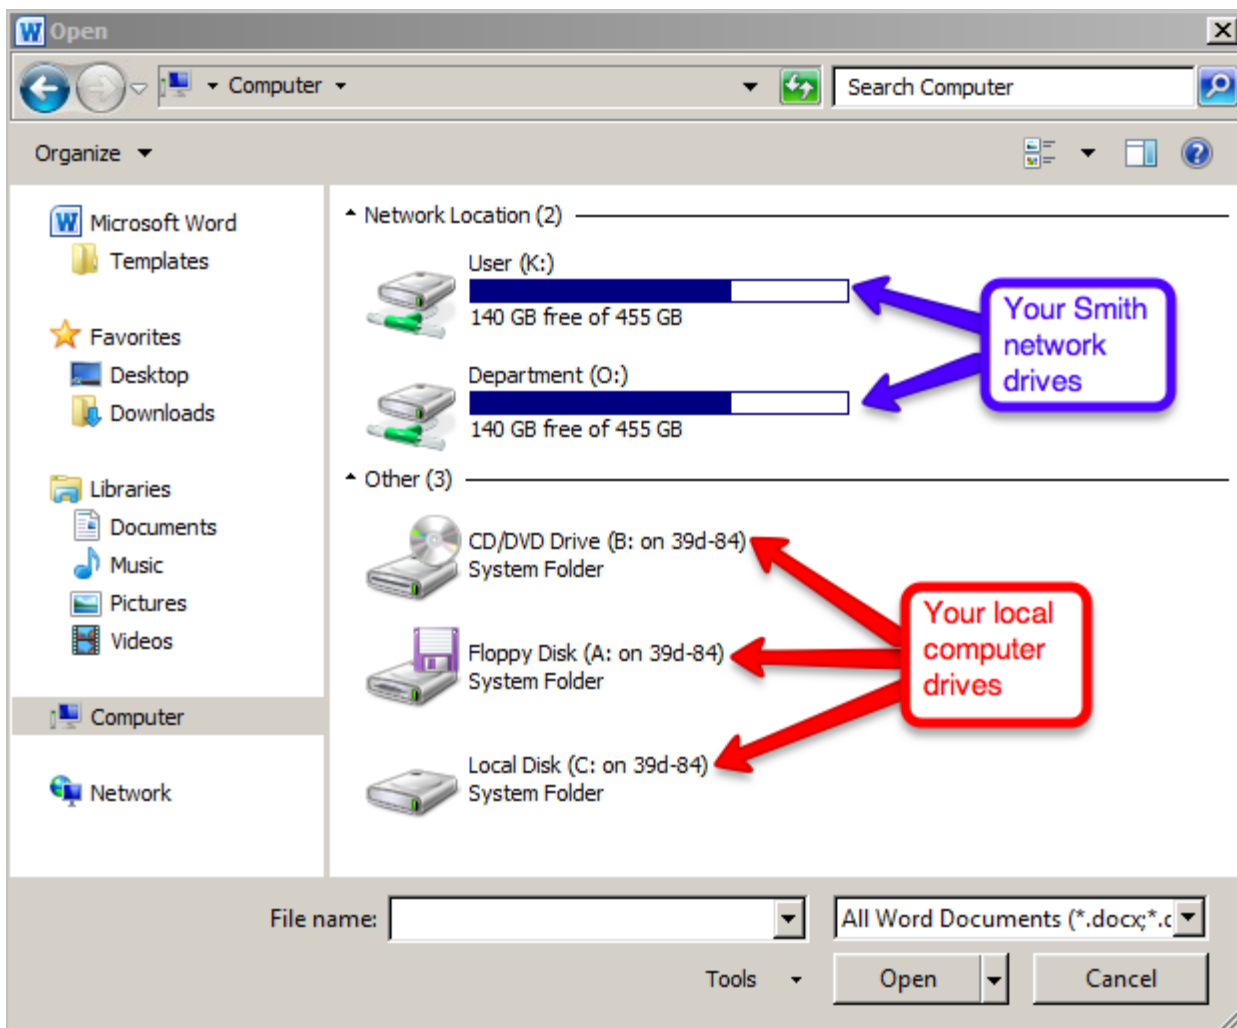 Open
Computer
Search Computer
Organize
Microsoft Word
Templates
Favorites
Desktop
Downloads
Libraries
Documents
Music
Pictures
Videos
Computer
Network
Network Location (2)
User (K:)
140 GB free of 455 GB
Department (O:)
140 GB free of 455 GB
Your Smith
network
drives
Other (3)
CD/DVD Drive (B: on 39d-84)
System Folder
Floppy Disk (A: on 39d-84)
System Folder
Local Disk (C: on 39d-84)
System Folder
Your local
computer
drives
File name:
All Word Documents (*.docx;*.c
Tools
Open
Cancel